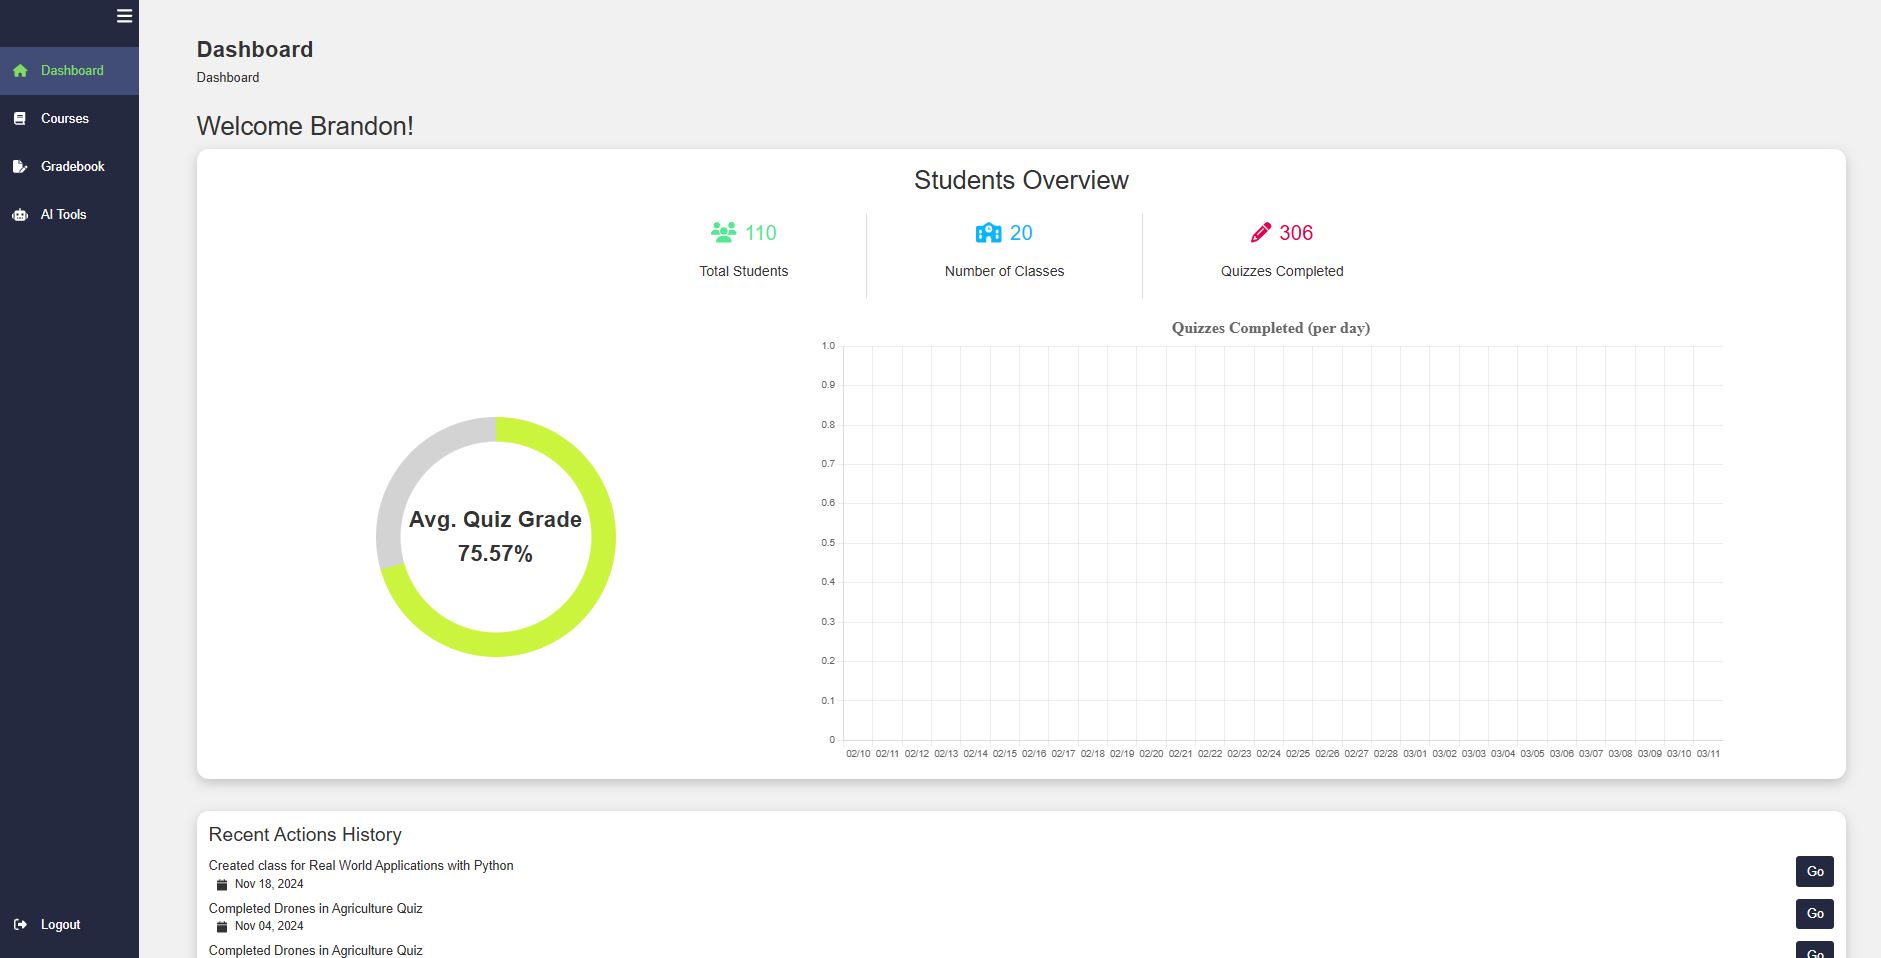 Dashboard
Courses
Gradebook
AI Tools
Logout
Dashboard
Dashboard
Welcome Brandon!
Students Overview
110
Total Students
20
Number of Classes
306
Quizzes Completed
Avg. Quiz Grade
75.57%
Quizzes Completed (per day)
1.0
0.9
0.8
0.7
0.6
0.5
0.4
0.3
0.2
0.1
0
02/10 02/11 02/12 02/13 02/14 02/15 02/16 02/17 02/18 02/19 02/20 02/21 02/22 02/23 02/24 02/25 02/26 02/27 02/28 03/01 03/02 03/03 03/04 03/05 03/06 03/07 03/08 03/09 03/10 03/11
Recent Actions History
Created class for Real World Applications with Python
Nov 18, 2024
Go
Completed Drones in Agriculture Quiz
Nov 04, 2024
Go
Completed Drones in Agriculture Quiz
Go